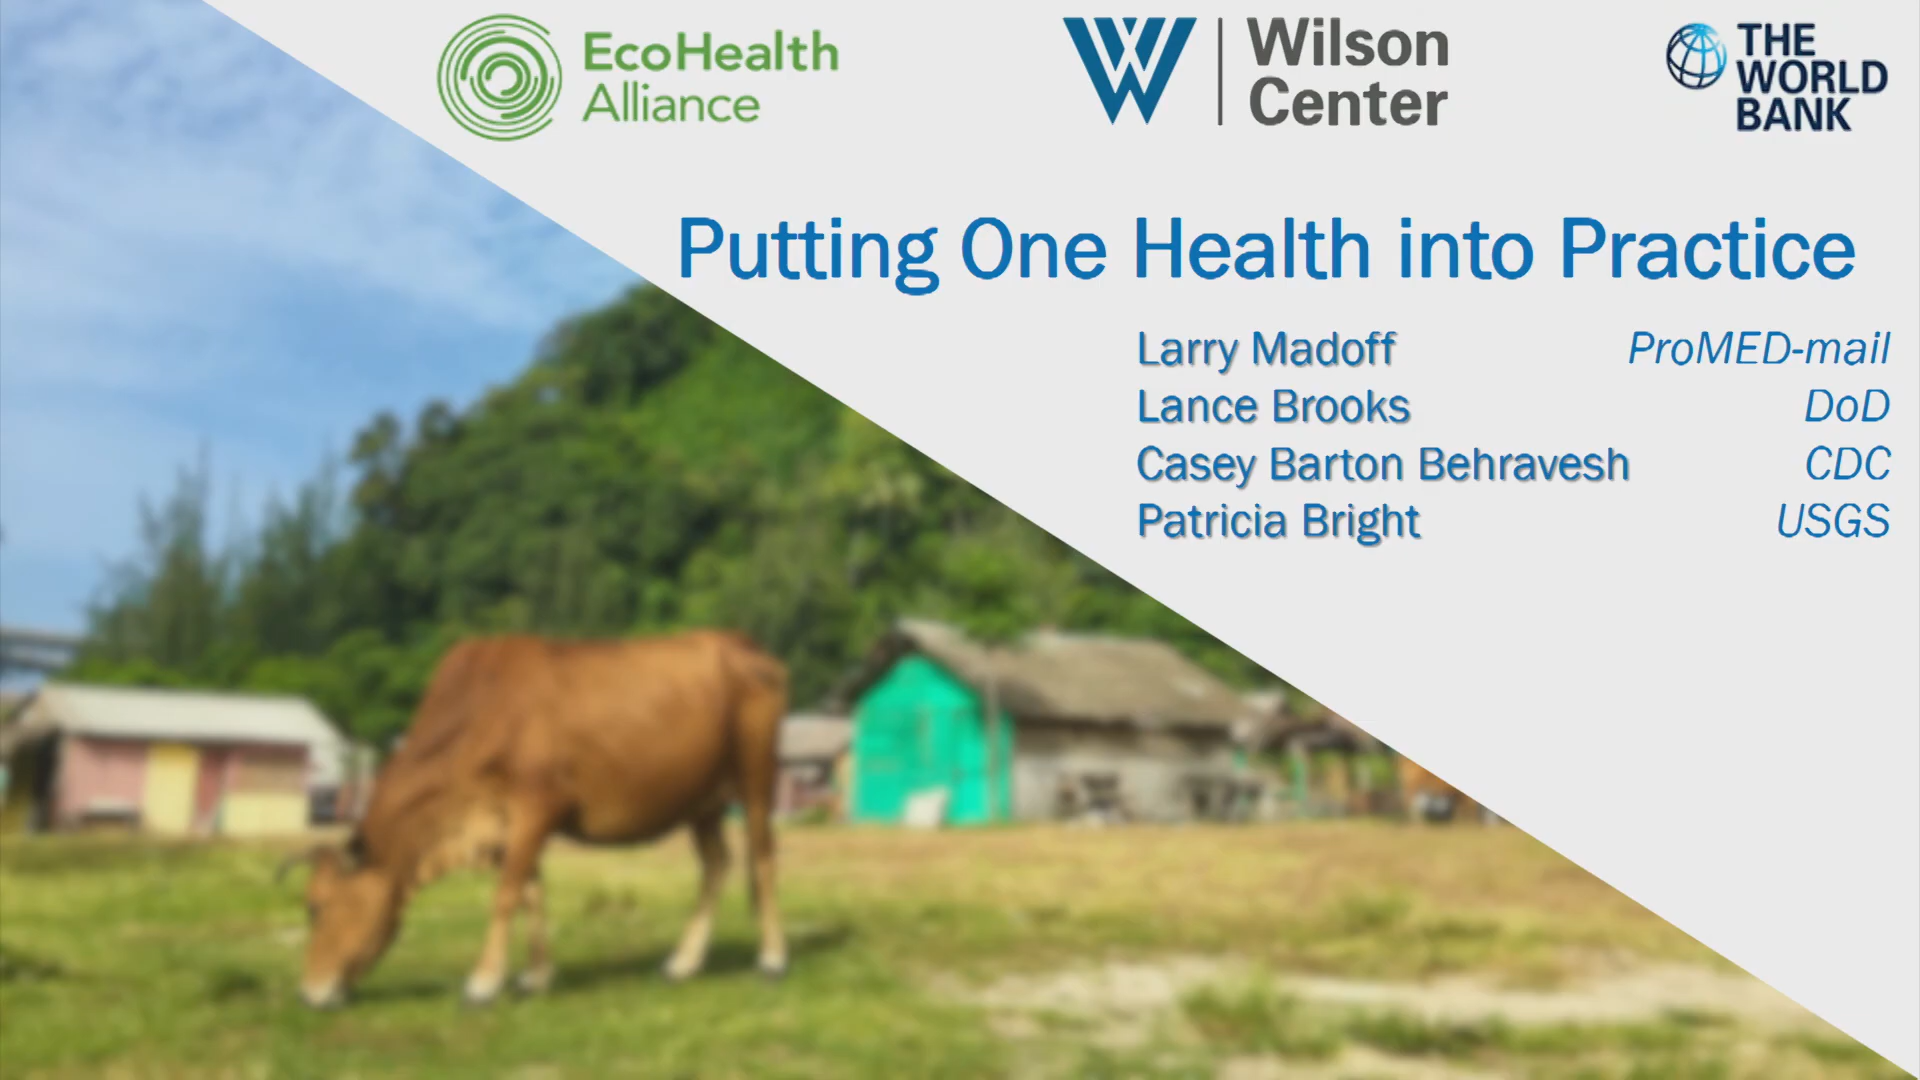 EcoHealth
Alliance
Wilson
Center
THE
WORLD
BANK
Putting One Health into Practice
Larry Madoff ProMED-mail
Lance Brooks DoD
Casey Barton Behravesh CDC
Patricia Bright USGS